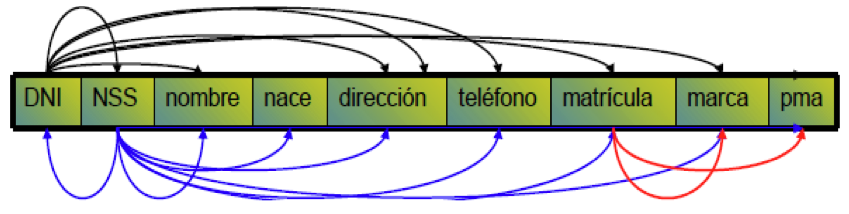 DNI NSS nombre nace dirección teléfono matrícula marca pma